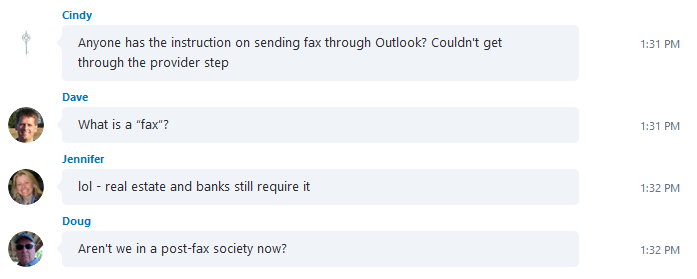 Cindy
Anyone has the instruction on sending fax through Outlook? Couldn't get
through the provider step
1:31 PM
Dave
What is a “fax”?
1:31 PM
Jennifer
lol - real estate and banks still require it
1:32 PM
Doug
Aren't we in a post-fax society now?
1:32 PM